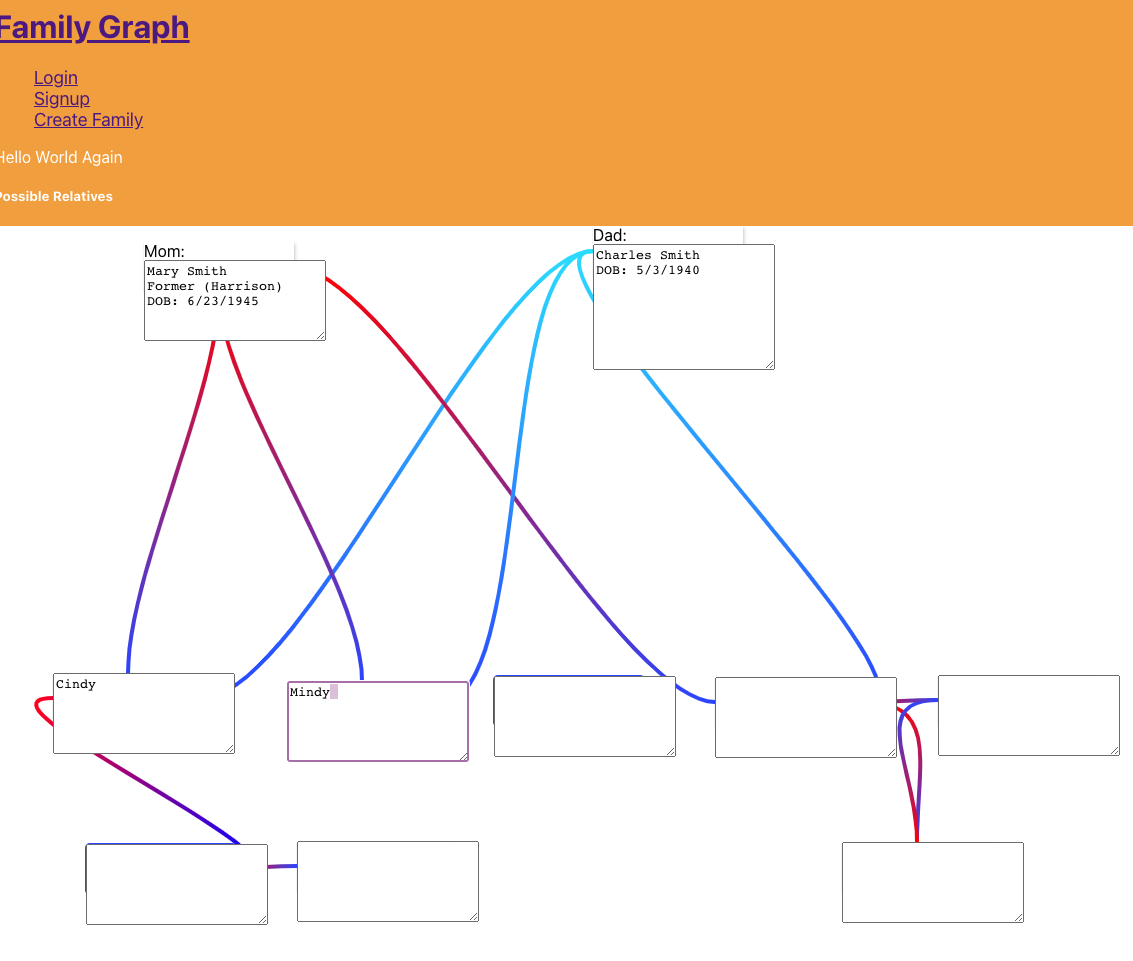 Family Graph
Login
Signup
Create Family
Hello World Again
Possible Relatives
Mom:
Mary Smith
Former (Harrison)
DOB: 6/23/1945
Dad:
Charles Smith
DOB: 5/3/1940
Cindy
Mindy